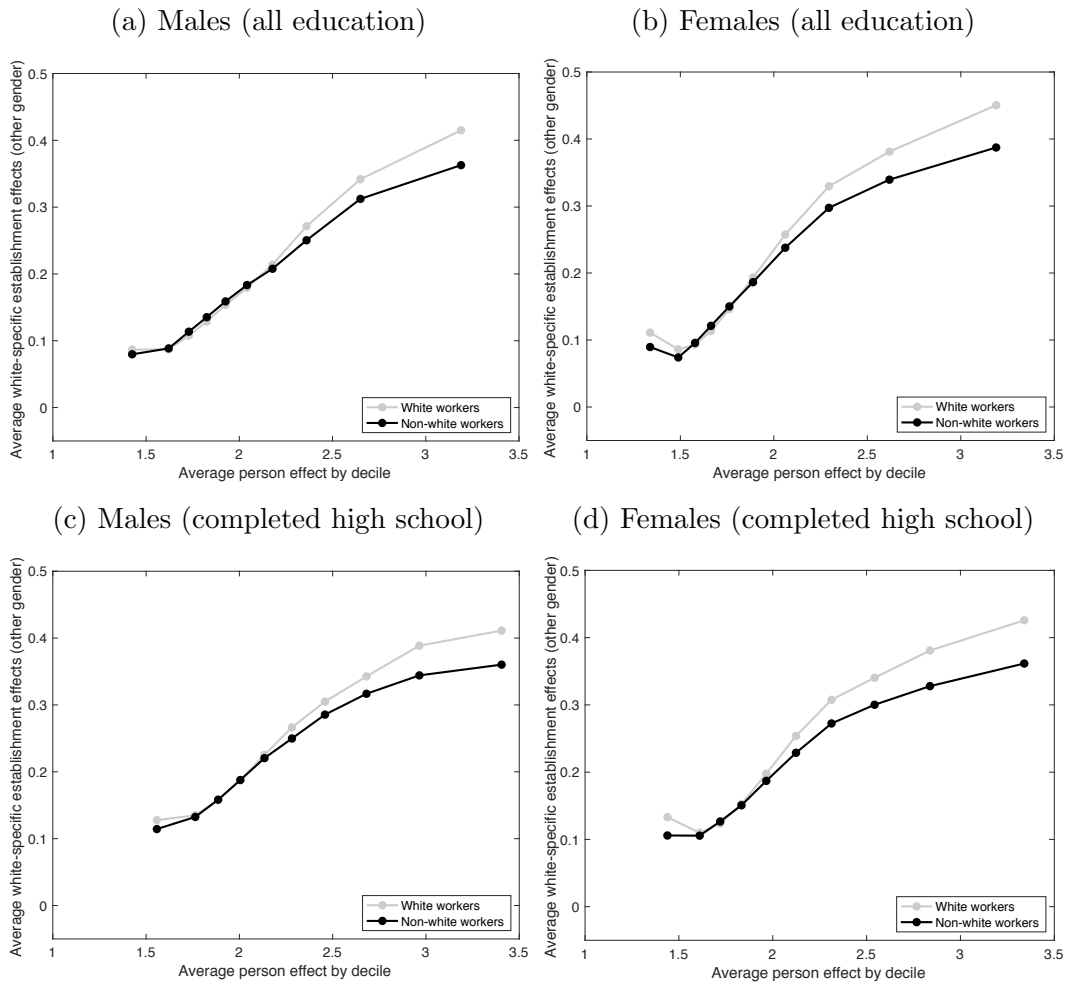 (a) Males (all education)
(b) Females (all education)
Average white-specific establishment effects (other gender)
0.5
0.4
0.3
0.2
0.1
0
White workers
Non-white workers
1 1.5 2 2.5 3 3.5
Average person effect by decile
Average white-specific establishment effects (other gender)
0.5
0.4
0.3
0.2
0.1
0
White workers
Non-white workers
1 1.5 2 2.5 3 3.5
Average person effect by decile
(c) Males (completed high school)
(d) Females (completed high school)
Average white-specific establishment effects (other gender)
0.5
0.4
0.3
0.2
0.1
0
White workers
Non-white workers
1 1.5 2 2.5 3 3.5
Average person effect by decile
Average white-specific establishment effects (other gender)
0.5
0.4
0.3
0.2
0.1
0
White workers
Non-white workers
1 1.5 2 2.5 3 3.5
Average person effect by decile